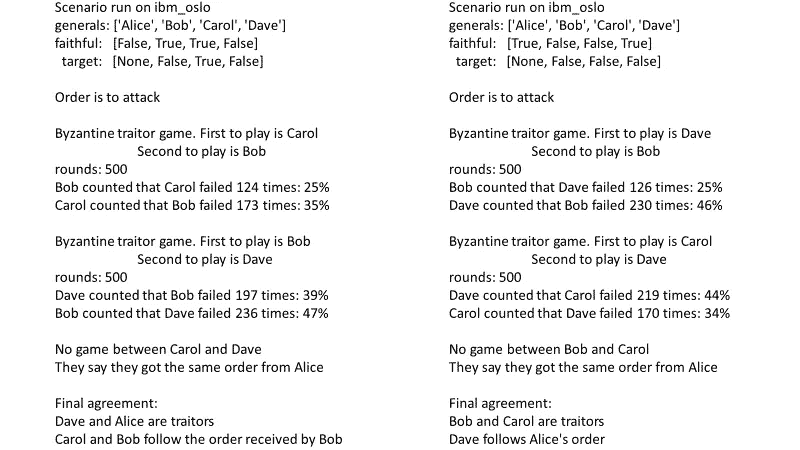 Scenario run on ibm_oslo
generals: ['Alice', 'Bob', 'Carol', 'Dave']
faithful: [False, True, True, False]
target: [None, False, True, False]
Order is to attack
Byzantine traitor game. First to play is Carol
Second to play is Bob
rounds: 500
Bob counted that Carol failed 124 times: 25%
Carol counted that Bob failed 173 times: 35%
Byzantine traitor game. First to play is Bob
Second to play is Dave
rounds: 500
Dave counted that Bob failed 197 times: 39%
Bob counted that Dave failed 236 times: 47%
No game between Carol and Dave
They say they got the same order from Alice
Final agreement:
Dave and Alice are traitors
Carol and Bob follow the order received by Bob
Scenario run on ibm_oslo
generals: ['Alice', 'Bob', 'Carol', 'Dave']
faithful: [True, False, False, True]
target: [None, False, False, False]
Order is to attack
Byzantine traitor game. First to play is Dave
Second to play is Bob
rounds: 500
Bob counted that Dave failed 126 times: 25%
Dave counted that Bob failed 230 times: 46%
Byzantine traitor game. First to play is Carol
Second to play is Dave
rounds: 500
Dave counted that Carol failed 219 times: 44%
Carol counted that Dave failed 170 times: 34%
No game between Bob and Carol
They say they got the same order from Alice
Final agreement:
Bob and Carol are traitors
Dave follows Alice's order